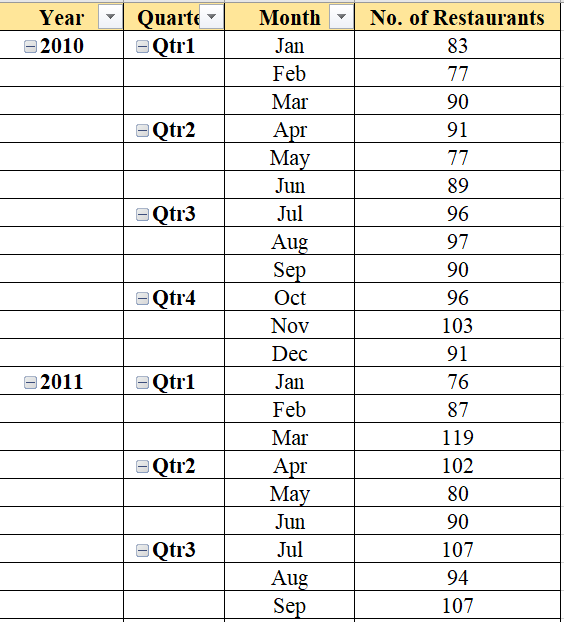 Year Quarte Month No. of Restaurants
2010 Qtr1 Jan 83
Feb 77
Mar 90
Qtr2 Apr 91
May 77
Jun 89
Qtr3 Jul 96
Aug 97
Sep 90
Qtr4 Oct 96
Nov 103
Dec 91
2011 Qtr1 Jan 76
Feb 87
Mar 119
Qtr2 Apr 102
May 80
Jun 90
Qtr3 Jul 107
Aug 94
Sep 107